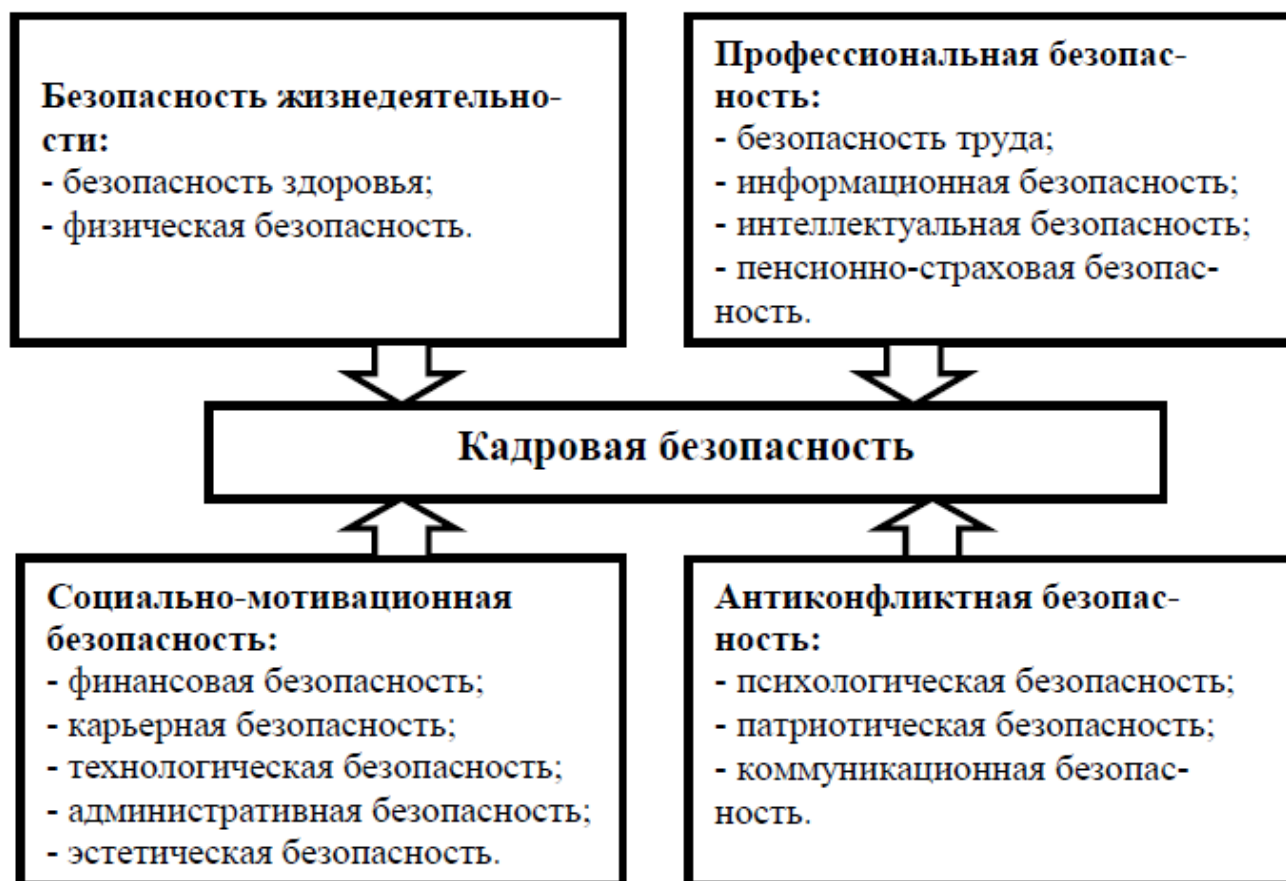 Безопасность жизнедеятельно-
сти:
- безопасность здоровья;
- физическая безопасность.
Профессиональная безопас-
ность:
- безопасность труда;
- информационная безопасность;
- интеллектуальная безопасность;
- пенсионно-страховая безопас-
ность.
Кадровая безопасность
Социально-мотивационная
безопасность:
- финансовая безопасность;
- карьерная безопасность;
- технологическая безопасность;
- административная безопасность;
- эстетическая безопасность.
Антиконфликтная безопас-
ность:
- психологическая безопасность;
- патриотическая безопасность;
- коммуникационная безопас-
ность.